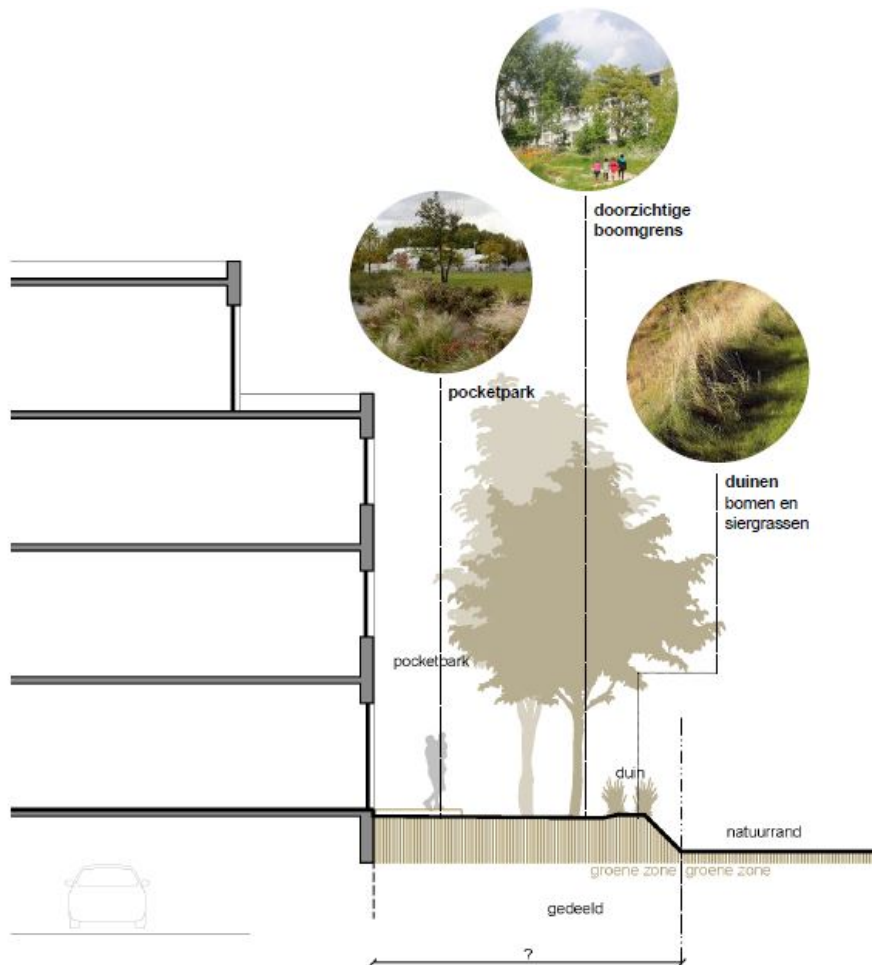 doorzichtige
boomgrens
pocketpark
duinen
bomen en
siergrassen
pocketpark
duin
natuurrand
groene zone groene zone
gedeeld
?